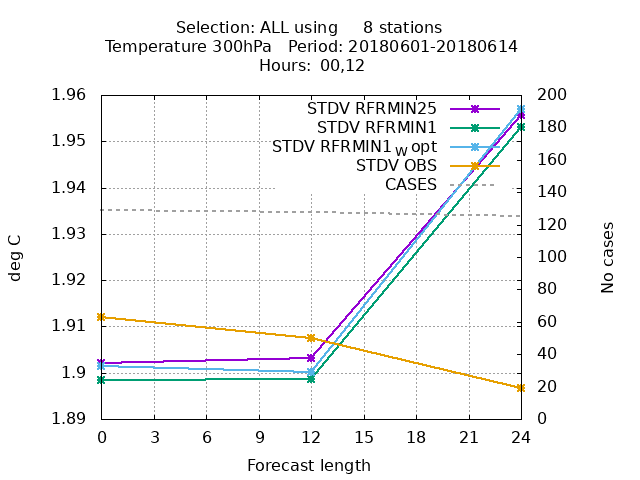 Selection: ALL using     8 stations
Temperature 300hPa   Period: 20180601-20180614
Hours:  00,12
1.96
1.95
1.94
1.93
1.92
1.91
1.9
1.89
deg C
STDV RFRMIN25
STDV RFRMIN1
STDV RFRMIN1w opt
STDV OBS
CASES
200
180
160
140
120
100
80
60
40
20
0
No cases
0 3 6 9 12 15 18 21 24
Forecast length